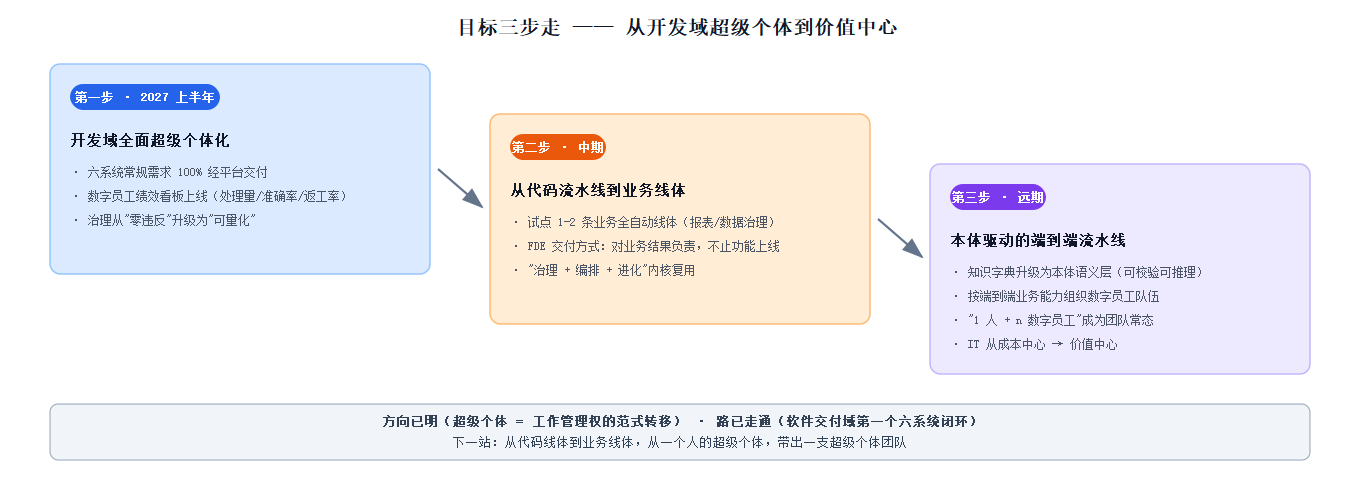 目标三步走 —— 从开发域超级个体到价值中心
第一步 · 2027 上半年
开发域全面超级个体化
· 六系统常规需求 100% 经平台交付
· 数字员工绩效看板上线（处理量/准确率/返工率）
· 治理从"零违反"升级为"可量化"
第二步 · 中期
从代码流水线到业务线体
· 试点 1-2 条业务全自动线体（报表/数据治理）
· FDE 交付方式：对业务结果负责，不止功能上线
· "治理 + 编排 + 进化"内核复用
第三步 · 远期
本体驱动的端到端流水线
· 知识字典升级为本体语义层（可校验可推理）
· 按端到端业务能力组织数字员工队伍
· "1 人 + n 数字员工"成为团队常态
· IT 从成本中心 → 价值中心
方向已明（超级个体 = 工作管理权的范式转移） · 路已走通（软件交付域第一个六系统闭环）
下一站：从代码线体到业务线体，从一个人的超级个体，带出一支超级个体团队